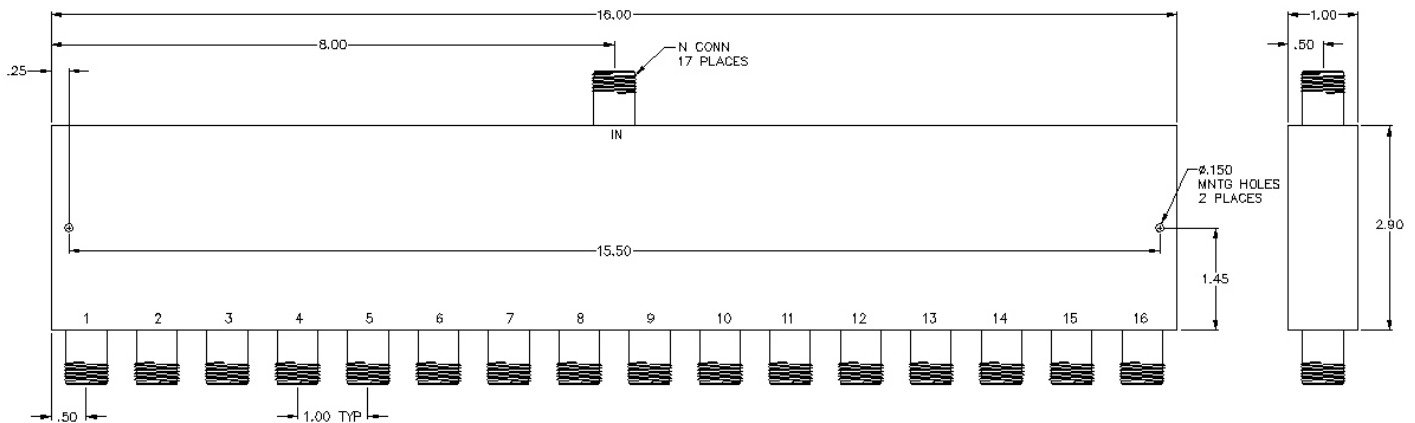 16.00
1.00
8.00
.50
N CONN
17 PLACES
.25
IN
Ø.150
MNTG HOLES
2 PLACES
2.90
15.50
1.45
1 2 3 4 5 6 7 8 9 10 11 12 13 14 15 16
.50
1.00 TYP